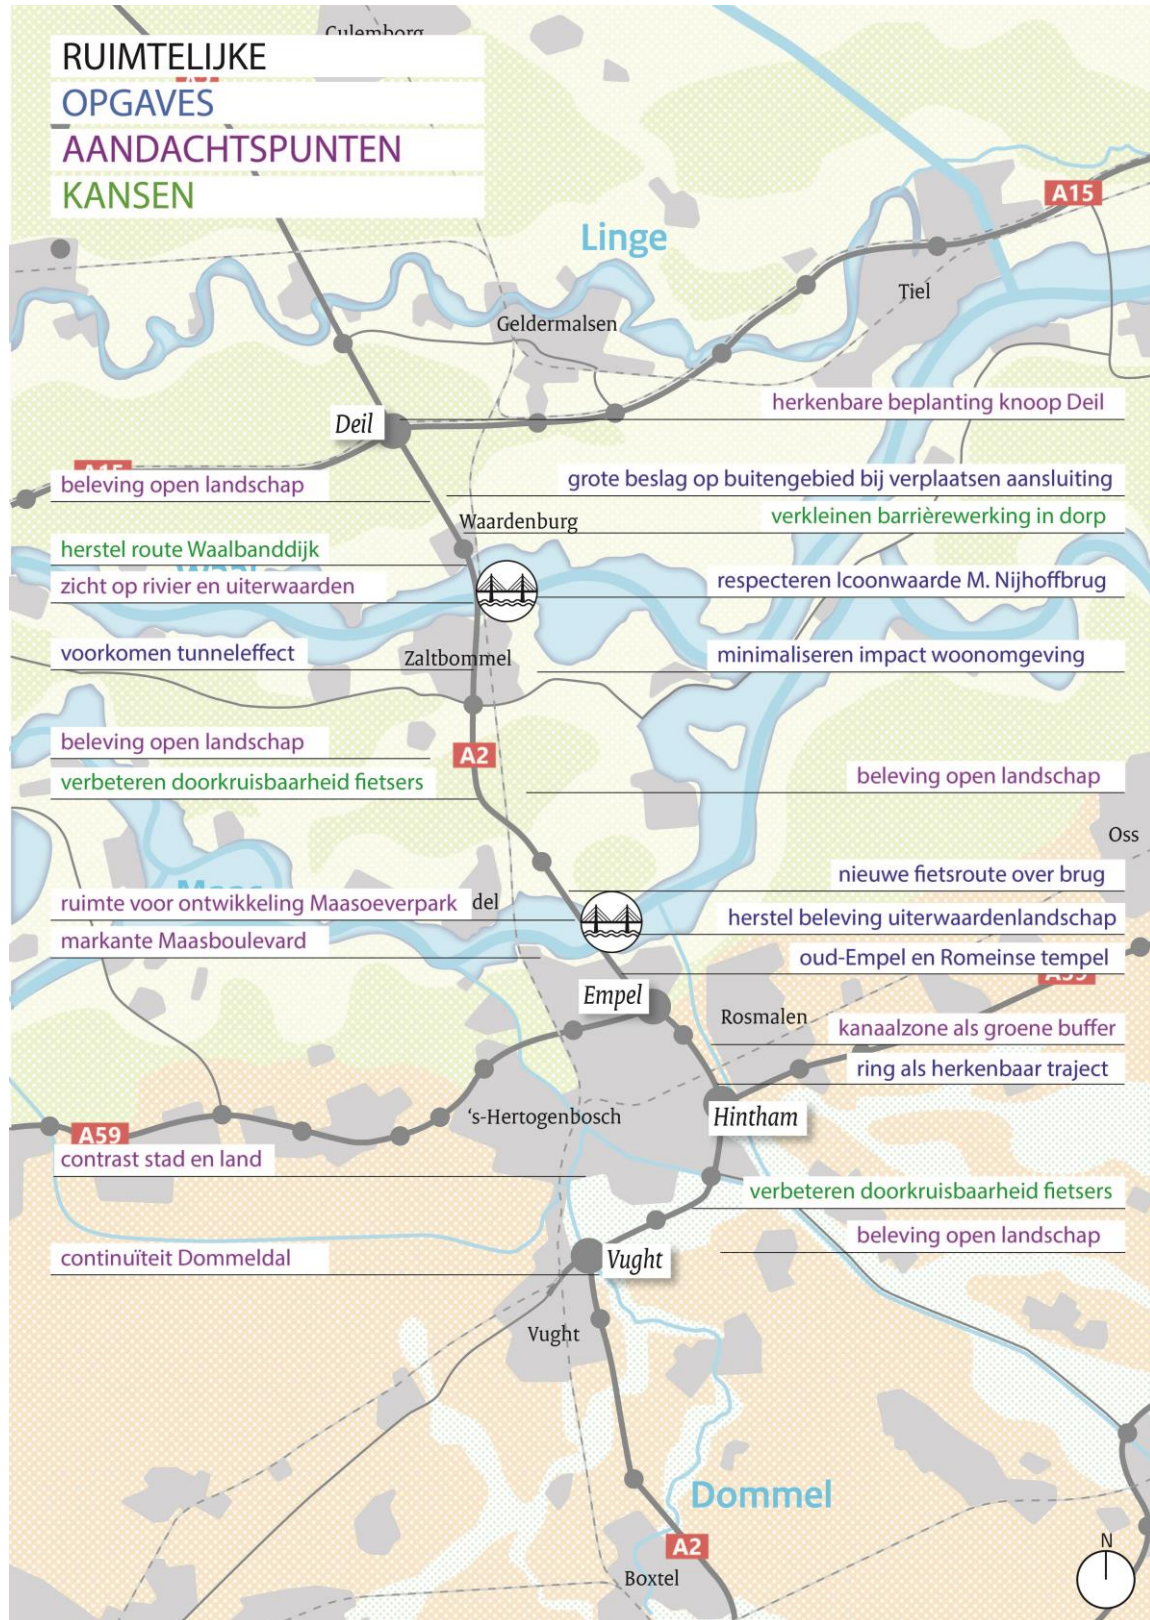 Culemborg
RUIMTELIJKE
OPGAVES
AANDACHTSPUNTEN
KANSEN
A15
Linge
Tiel
Geldermalsen
herkenbare beplanting knoop Deil
Deil
A15
beleving open landschap
grote beslag op buitengebied bij verplaatsen aansluiting
Waardenburg
verkleinen barrièrewerking in dorp
herstel route Waalbanddijk
zicht op rivier en uiterwaarden
respecteren Icoonwaarde M. Nijhoffbrug
voorkomen tunneleffect
Zaltbommel
minimaliseren impact woonomgeving
beleving open landschap
A2
verbeteren doorkruisbaarheid fietsers
beleving open landschap
Oss
nieuwe fietsroute over brug
Maas
ruimte voor ontwikkeling Maasoeverpark
del
herstel beleving uiterwaardenlandschap
markante Maasboulevard
oud-Empel en Romeinse tempel
A59
Empel
Rosmalen
kanaalzone als groene buffer
ring als herkenbaar traject
's-Hertogenbosch
Hintham
A59
contrast stad en land
verbeteren doorkruisbaarheid fietsers
beleving open landschap
continuïteit Dommeldal
Vught
Vught
Dommel
A2
Boxtel
N